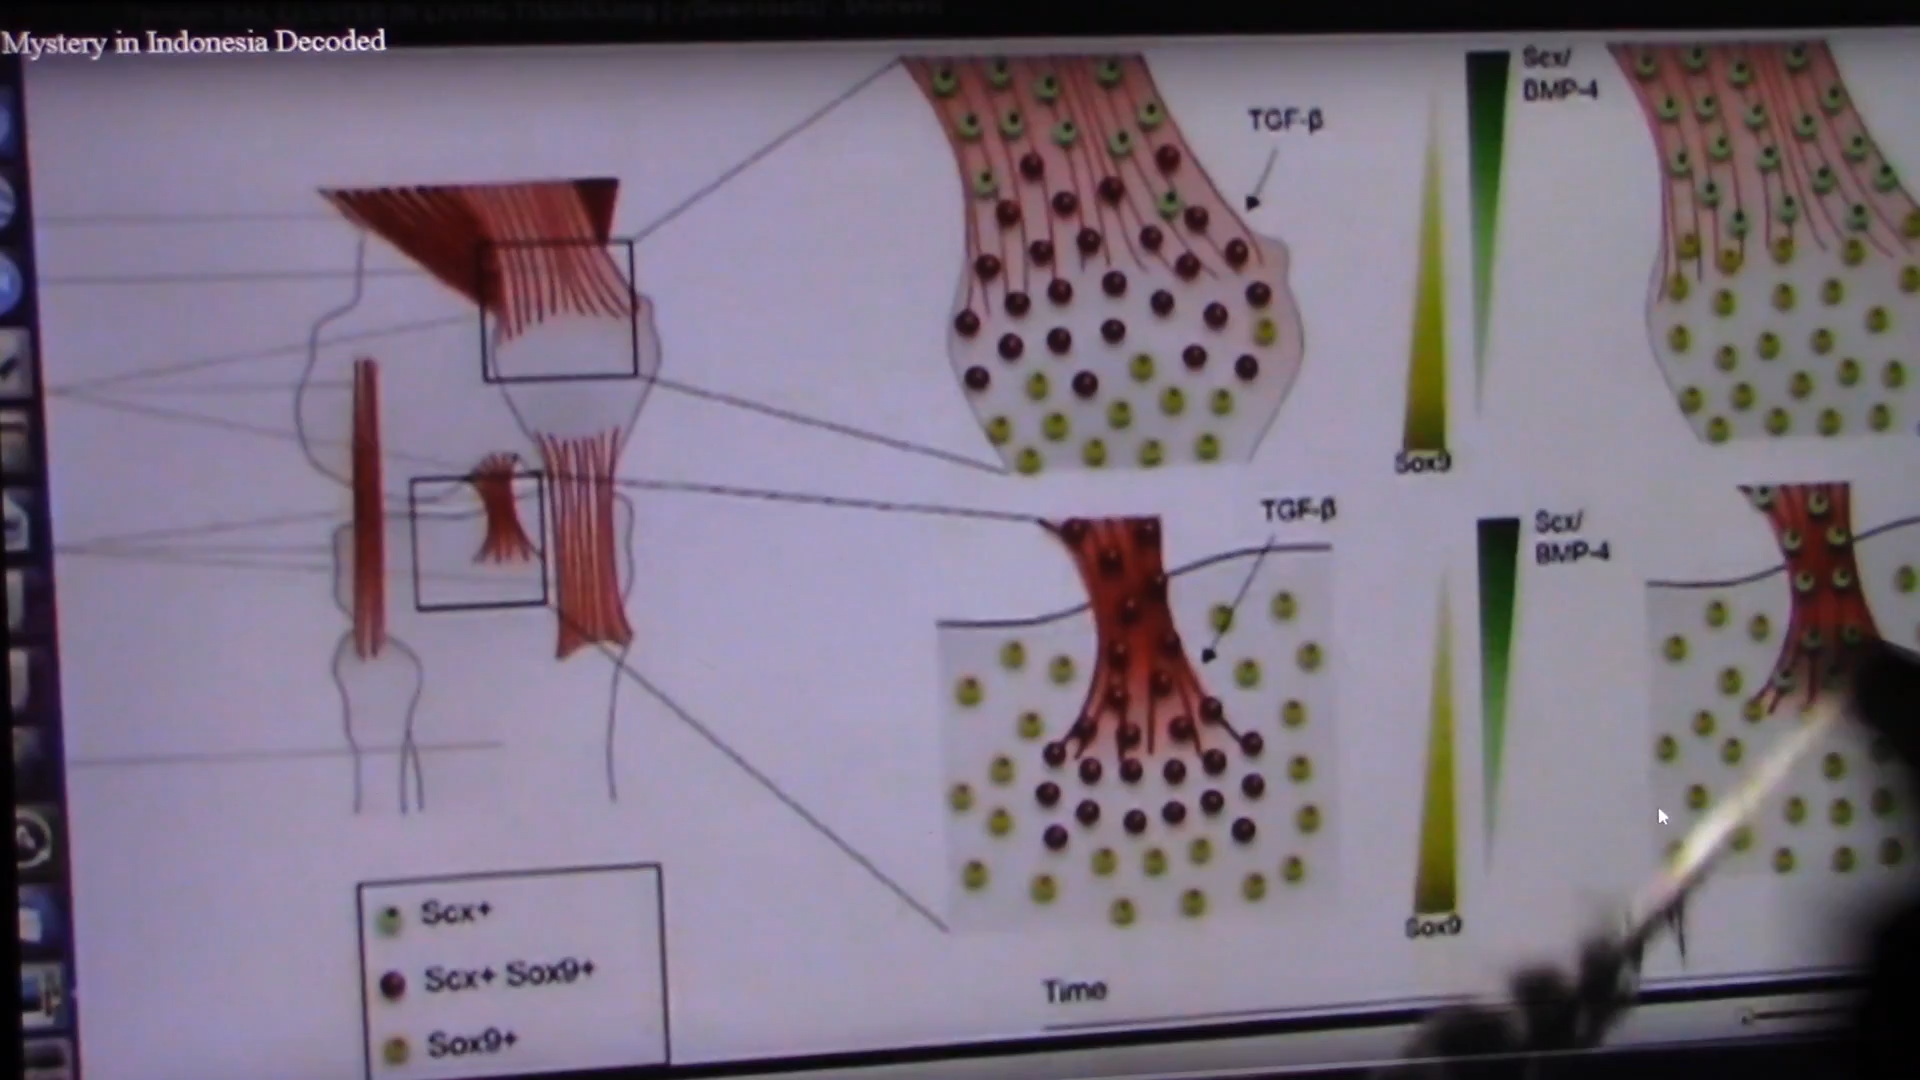 Mystery in Indonesia Decoded
Scx/
BMP-4
TGF-β
Sox9
TGF-β
Scx/
BMP-4
Sox9
Scx+
Scx+ Sox9+
Sox9+
Time